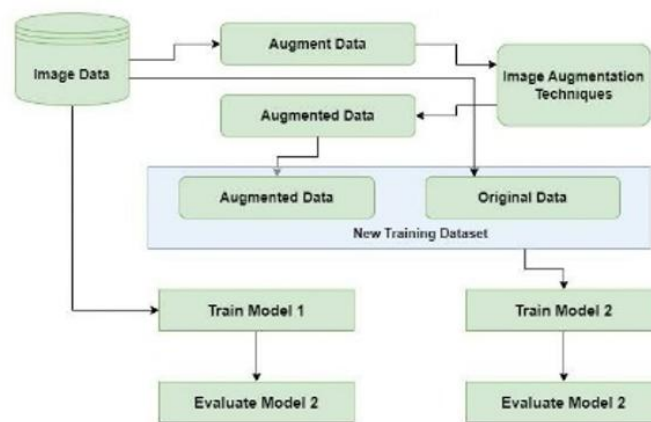 Augment Data
Image Data
Image Augmentation
Techniques
Augmented Data
Augmented Data
Original Data
New Training Dataset
Train Model 1
Train Model 2
Evaluate Model 2
Evaluate Model 2